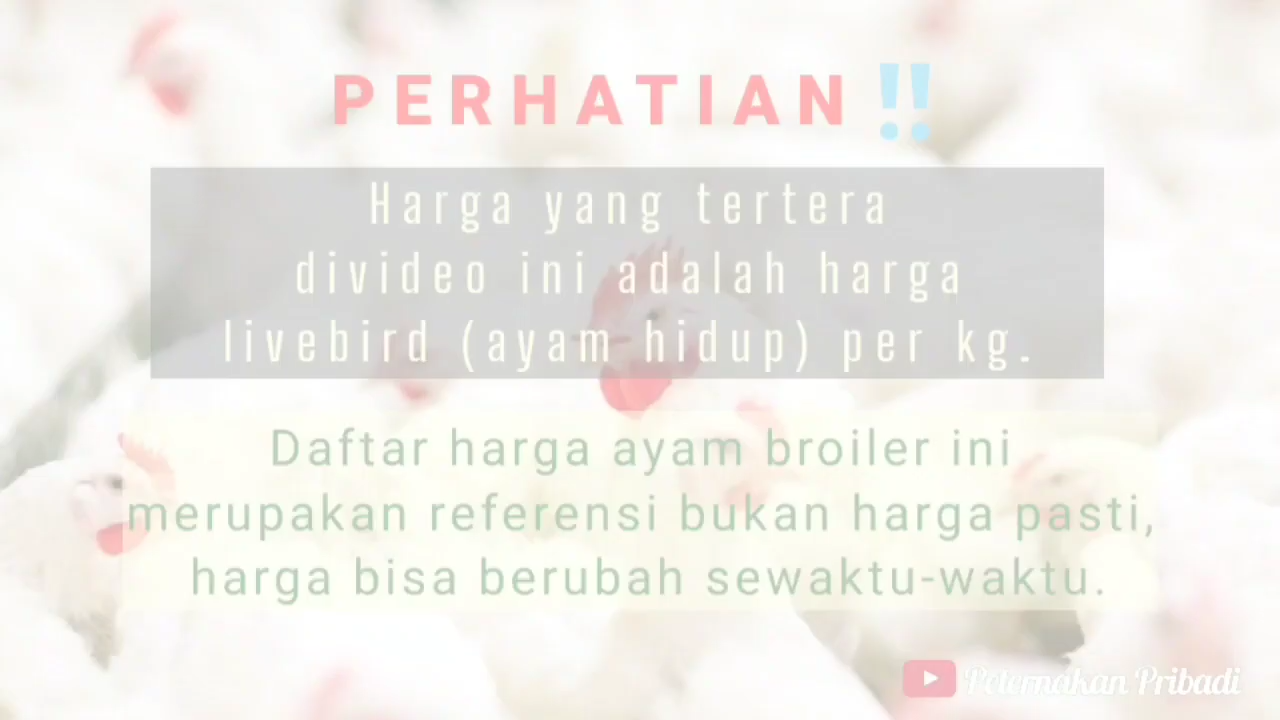 PERHATIAN‼
Harga yang tertera
divideo ini adalah harga
livebird (ayam hidup) per kg.
Daftar harga ayam broiler ini
merupakan referensi bukan harga pasti,
harga bisa berubah sewaktu-waktu.
Peternakan Pribadi